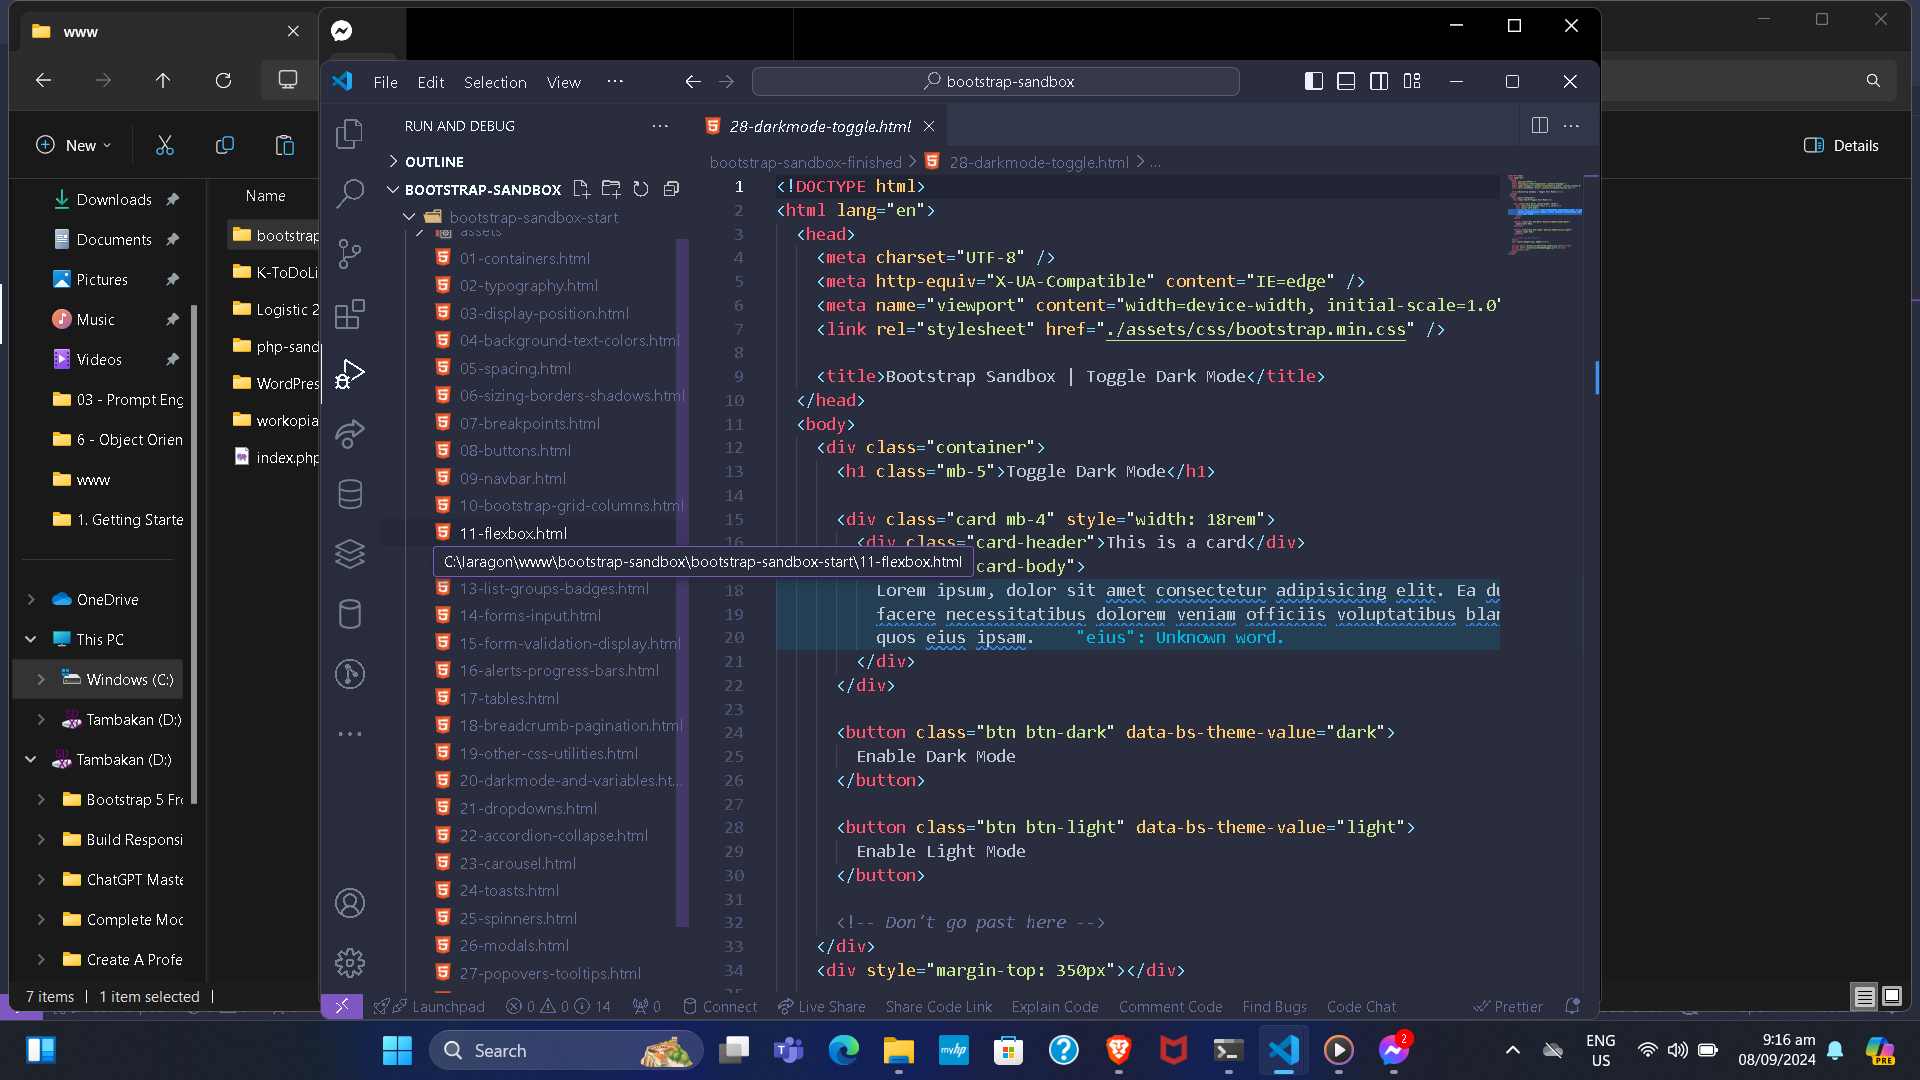 www
New
Details
Downloads
Documents
Pictures
Music
Videos
03 - Prompt Eng
6 - Object Orien
www
1. Getting Starte
OneDrive
This PC
Windows (C:)
Tambakan (D:)
Tambakan (D:)
Bootstrap 5 Fr
Build Responsi
ChatGPT Maste
Complete Moc
Create A Profe
7 items
1 item selected
Name
bootstrap
K-ToDoLi
Logistic 2
php-sand
WordPres
workopia
index.php
File Edit Selection View ···
bootstrap-sandbox
RUN AND DEBUG
OUTLINE
BOOTSTRAP-SANDBOX
bootstrap-sandbox-start
assets
01-containers.html
02-typography.html
03-display-position.html
04-background-text-colors.html
05-spacing.html
06-sizing-borders-shadows.html
07-breakpoints.html
08-buttons.html
09-navbar.html
10-bootstrap-grid-columns.html
11-flexbox.html
C:\laragon\www\bootstrap-sandbox\bootstrap-sandbox-start\11-flexbox.html
13-list-groups-badges.html
14-forms-input.html
15-form-validation-display.html
16-alerts-progress-bars.html
17-tables.html
18-breadcrumb-pagination.html
19-other-css-utilities.html
20-darkmode-and-variables.ht...
21-dropdowns.html
22-accordion-collapse.html
23-carousel.html
24-toasts.html
25-spinners.html
26-modals.html
27-popovers-tooltips.html
28-darkmode-toggle.html
bootstrap-sandbox-finished > 28-darkmode-toggle.html > ...
1 <!DOCTYPE html>
2 <html lang="en">
3 <head>
4 <meta charset="UTF-8" />
5 <meta http-equiv="X-UA-Compatible" content="IE=edge" />
6 <meta name="viewport" content="width=device-width, initial-scale=1.0"
7 <link rel="stylesheet" href="./assets/css/bootstrap.min.css" />
8
9 <title>Bootstrap Sandbox | Toggle Dark Mode</title>
10 </head>
11 <body>
12 <div class="container">
13 <h1 class="mb-5">Toggle Dark Mode</h1>
14
15 <div class="card mb-4" style="width: 18rem">
16 <div class="card-header">This is a card</div>
card-body">
18 Lorem ipsum, dolor sit amet consectetur adipisicing elit. Ea du
19 facere necessitatibus dolorem veniam officiis voluptatibus blan
20 quos eius ipsam. "eius": Unknown word.
21 </div>
22 </div>
23
24 <button class="btn btn-dark" data-bs-theme-value="dark">
25 Enable Dark Mode
26 </button>
27
28 <button class="btn btn-light" data-bs-theme-value="light">
29 Enable Light Mode
30 </button>
31
32 <!-- Don't go past here -->
33 </div>
34 <div style="margin-top: 350px"></div>
Launchpad 0 0 14 0 Connect Live Share Share Code Link Explain Code Comment Code Find Bugs Code Chat Prettier
Search
myhp
2
ENG
US
9:16 am
08/09/2024
PRE